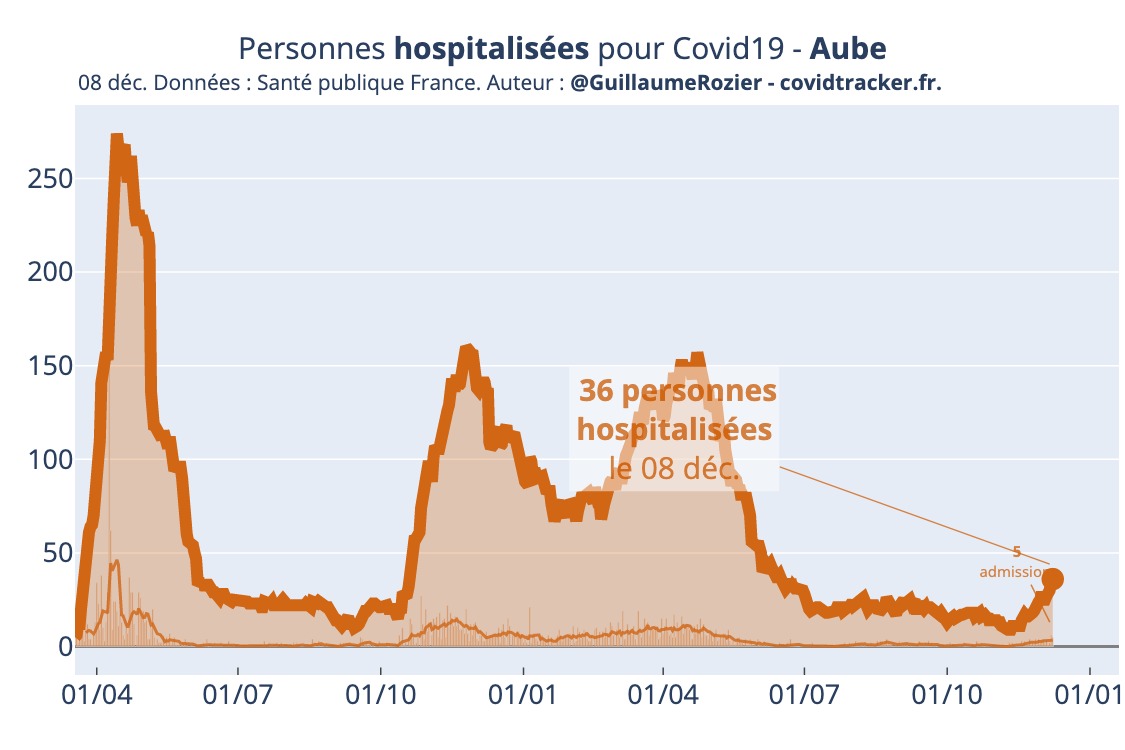 Personnes hospitalisées pour Covid19 - Aube
08 déc. Données : Santé publique France. Auteur : @GuillaumeRozier - covidtracker.fr.
250
200
150
100
50
0
36 personnes
hospitalisées
le 08 déc.
5
admission
01/04 01/07 01/10 01/01 01/04 01/07 01/10 01/01